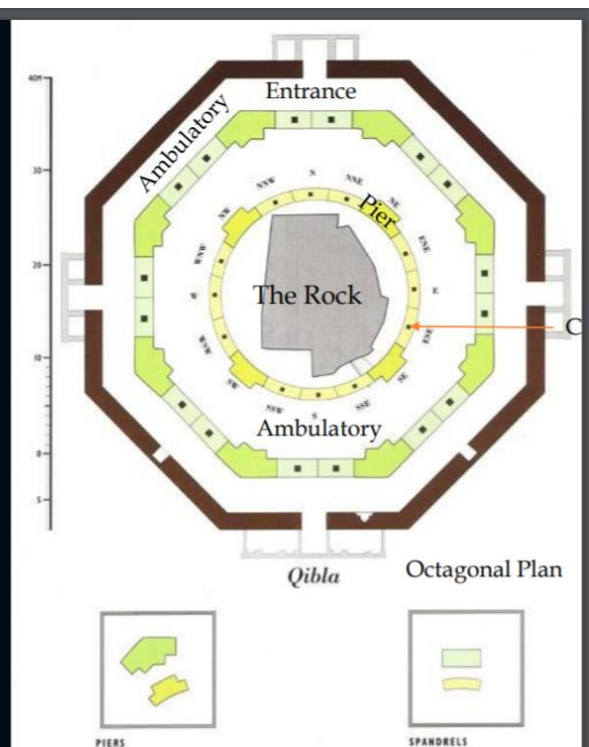 40M
Entrance
Ambulatory
30
NNW
N
NNE
NW
Pier
NE
WNW
ENE
20
The Rock
W
E
C
WSW
ESE
10
SW
SE
SSW
S
SSE
Ambulatory
0
5
Qibla
Octagonal Plan
PIERS
SPANDRELS